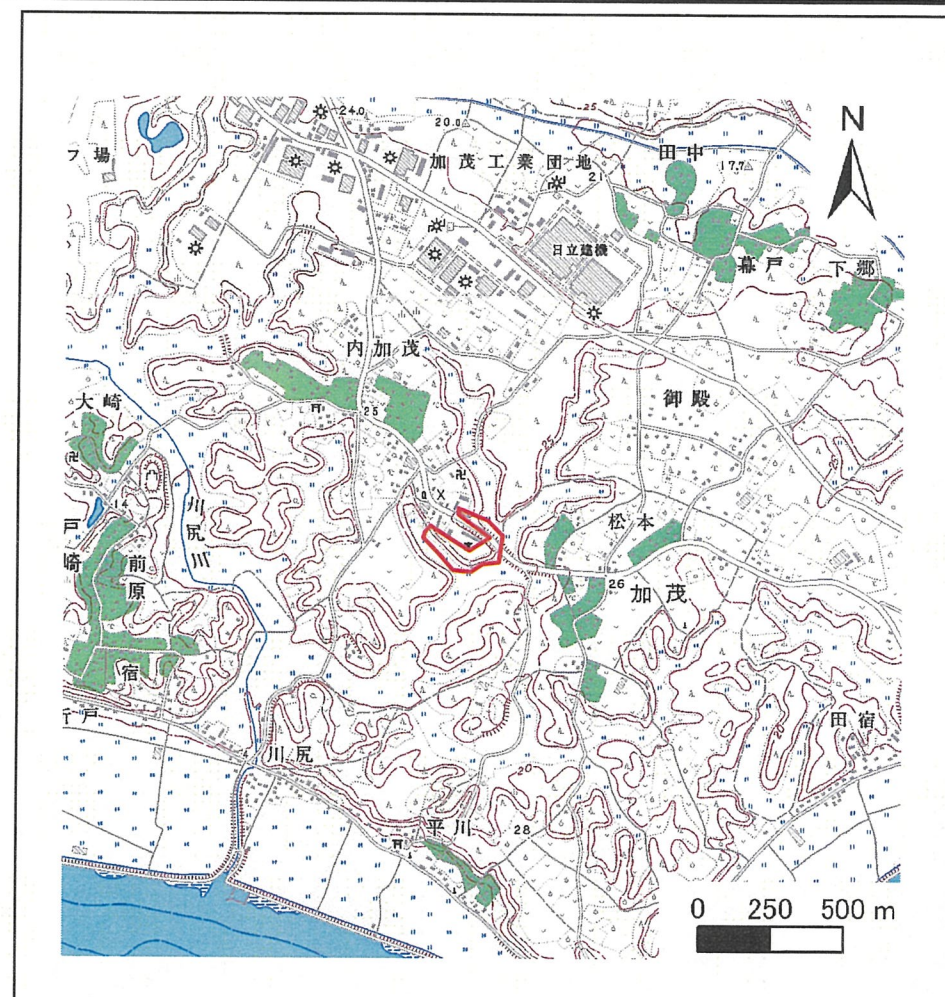 N
24.0
20.0
25
フ場
加茂工業団地
21
田中
17.7
日立建機
幕戸
下郷
内加茂
御殿
大崎
25
25
14
戸
崎
川尻川
前原
松本
26
加茂
宿
田宿
川尻
20
平川
28
0 250 500 m